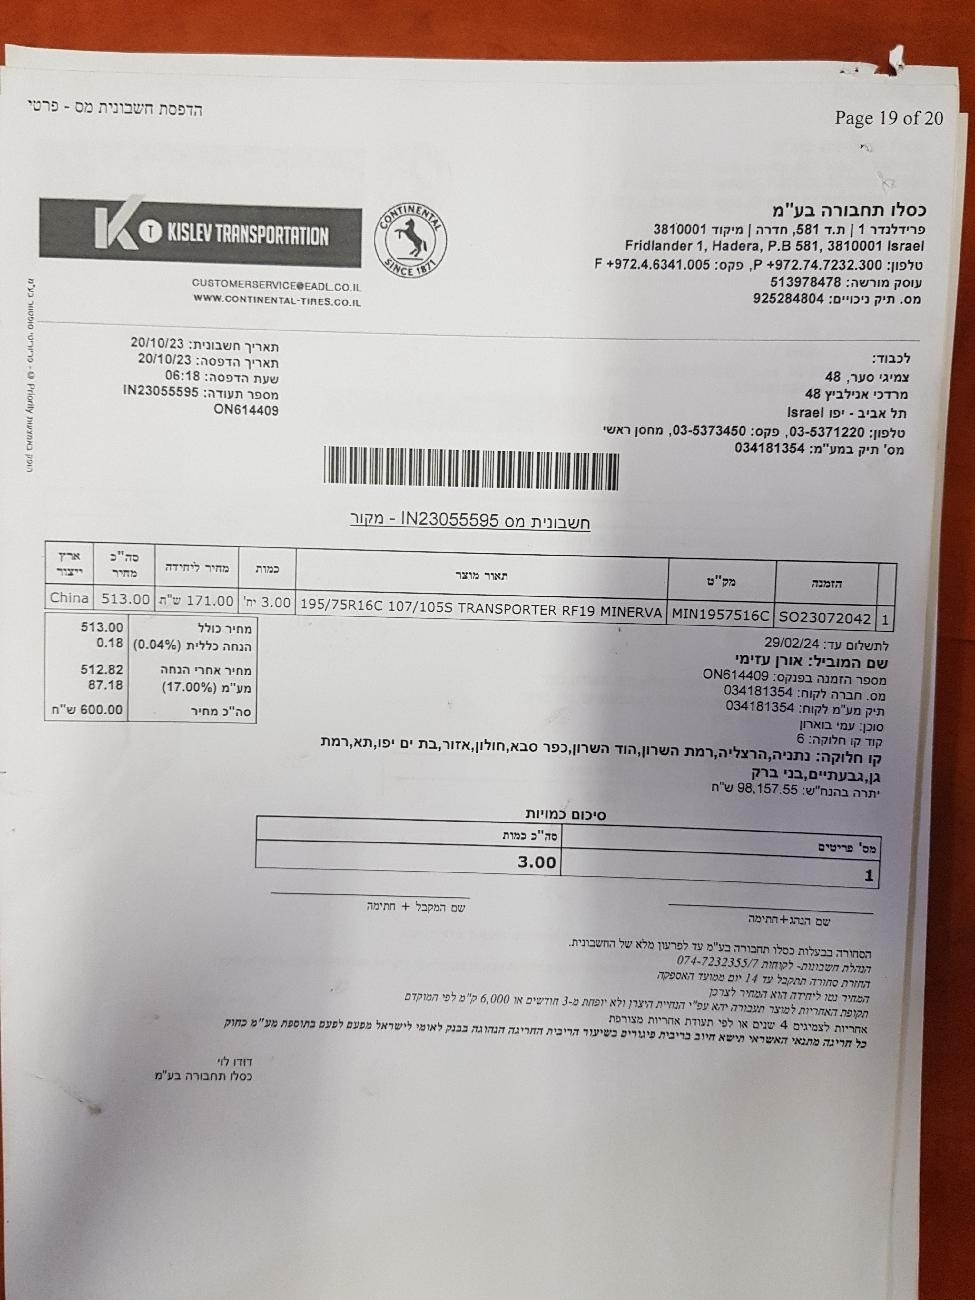 הדפסת חשבונית מס - פרטי
Page 19 of 20
KISLEV TRANSPORTATION
CONTINENTAL
SINCE 1871
CUSTOMERSERVICE@EADL.CO.IL
WWW.CONTINENTAL-TIRES.CO.IL
כסלו תחבורה בע"מ
פרידלנדר 1 | ת.ד 581, חדרה | מיקוד 3810001
Fridlander 1, Hadera, P.B 581, 3810001 Israel
טלפון: P +972.74.7232.300, פקס: F +972.4.6341.005
עוסק מורשה: 513978478
מס. תיק ניכויים: 925284804
תאריך חשבונית: 20/10/23
תאריך הדפסה: 20/10/23
שעת הדפסה: 06:18
מספר תעודה: IN23055595
ON614409
לכבוד:
צמיגי סער, 48
מרדכי אנילביץ 48
תל אביב - יפו Israel
טלפון: 03-5371220, פקס: 03-5373450, מחסן ראשי
מס' תיק במע"מ: 034181354
חשבונית מס IN23055595 - מקור
הזמנה מק"ט תאור מוצר כמות מחיר ליחידה סה"כ מחיר ארץ ייצור
1 SO23072042 MIN1957516C 195/75R16C 107/105S TRANSPORTER RF19 MINERVA 3.00 יח' 171.00 ש"ח 513.00 China
מחיר כולל 513.00
הנחה כללית (0.04%) 0.18
מחיר אחרי הנחה 512.82
מע"מ (17.00%) 87.18
סה"כ מחיר 600.00 ש"ח
לתשלום עד: 29/02/24
שם המוביל: אורן עזימי
מספר הזמנה בפנקס: ON614409
מס. חברה לקוח: 034181354
תיק מע"מ לקוח: 034181354
סוכן: עמי בוארון
קוד קו חלוקה: 6
קו חלוקה: נתניה,הרצליה,רמת השרון,הוד השרון,כפר סבא,חולון,אזור,בת ים יפו,תא,רמת
גן,גבעתיים,בני ברק
יתרה בהנח"ש: 98,157.55 ש"ח
סיכום כמויות
מס' פריטים סה"כ כמות
1 3.00
שם הנהג+חתימה
שם המקבל + חתימה
הסחורה בבעלות כסלו תחבורה בע"מ עד לפרעון מלא של החשבונית.
הנהלת חשבונות- לקוחות 074-7232355/7
החזרת סחורה תתקבל עד 14 יום ממועד האספקה
המחיר נטו ליחידה הוא המחיר לצרכן
תקופת האחריות למוצר תעבורה יהא עפ"י הנחיית היצרן ולא יופחת מ-3 חודשים או 6,000 ק"מ לפי המוקדם
אחריות לצמיגים 4 שנים או לפי תעודת אחריות מצורפת
כל חריגה מתנאי האשראי תישא חיוב בריבית פיגורים בשיעור הריבית החריגה הנהוגה בבנק לאומי לישראל מפעם לפעם בתוספת מע"מ כחוק
דודו לוי
כסלו תחבורה בע"מ